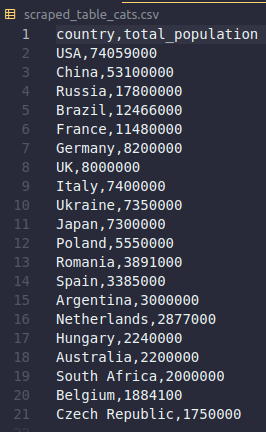 scraped_table_cats.csv
1 country,total_population
2 USA,74059000
3 China,53100000
4 Russia,17800000
5 Brazil,12466000
6 France,11480000
7 Germany,8200000
8 UK,8000000
9 Italy,7400000
10 Ukraine,7350000
11 Japan,7300000
12 Poland,5550000
13 Romania,3891000
14 Spain,3385000
15 Argentina,3000000
16 Netherlands,2877000
17 Hungary,2240000
18 Australia,2200000
19 South Africa,2000000
20 Belgium,1884100
21 Czech Republic,1750000